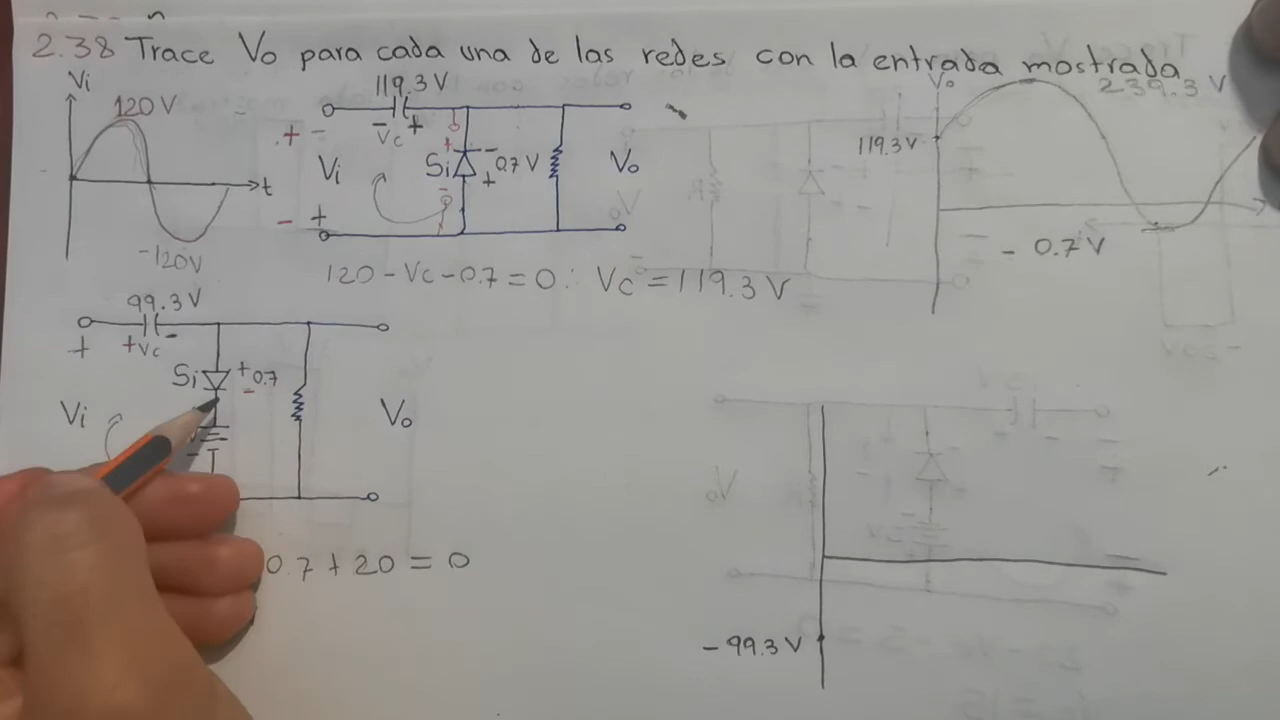 2.38 Trace Vo para cada una de las redes con la entrada mostrada
Vi
120 V
t
-120V
119.3 V
+ -
- Vc +
Vi
- +
+
Si
- 0.7 V
+
-
Vo
120 - Vc - 0.7 = 0 ∴ Vc = 119.3 V
Vo
239.3 V
119.3 V
- 0.7 V
99.3 V
+
+ Vc -
Si
+ 0.7
-
Vi
-
Vo
0.7 + 20 = 0
- 99.3 V